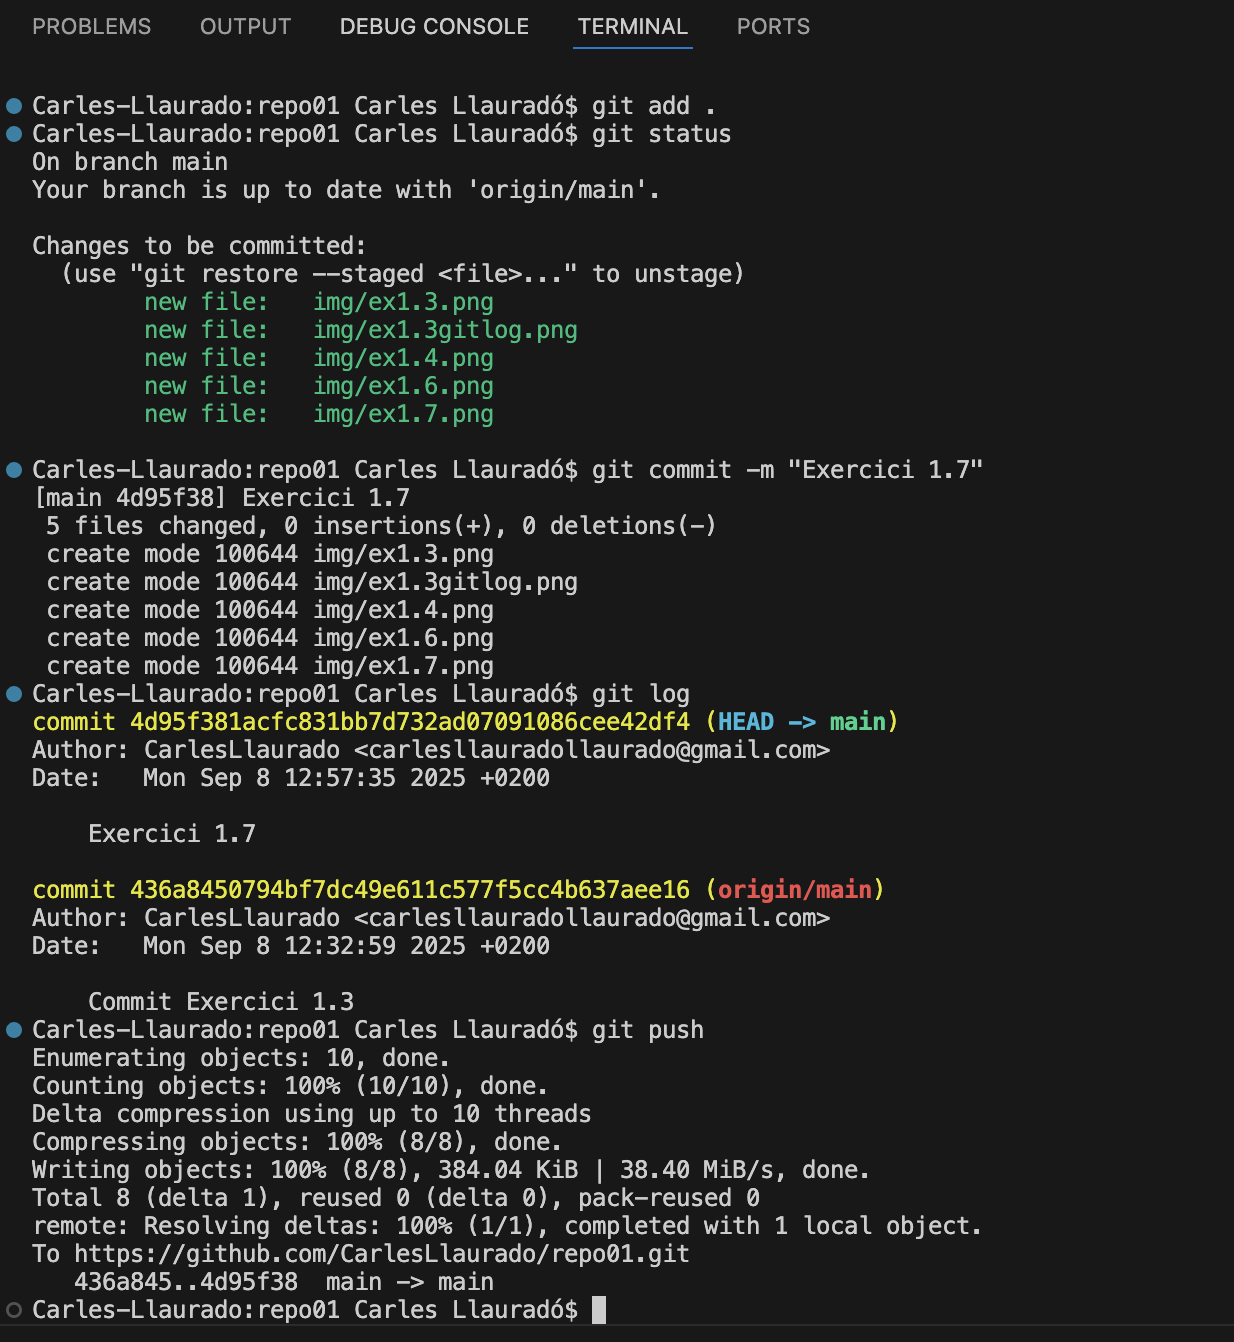 PROBLEMS OUTPUT DEBUG CONSOLE TERMINAL PORTS
Carles-Llaurado:repo01 Carles Llauradó$ git add .
Carles-Llaurado:repo01 Carles Llauradó$ git status
On branch main
Your branch is up to date with 'origin/main'.
Changes to be committed:
  (use "git restore --staged <file>..." to unstage)
        new file:   img/ex1.3.png
        new file:   img/ex1.3gitlog.png
        new file:   img/ex1.4.png
        new file:   img/ex1.6.png
        new file:   img/ex1.7.png
Carles-Llaurado:repo01 Carles Llauradó$ git commit -m "Exercici 1.7"
[main 4d95f38] Exercici 1.7
 5 files changed, 0 insertions(+), 0 deletions(-)
 create mode 100644 img/ex1.3.png
 create mode 100644 img/ex1.3gitlog.png
 create mode 100644 img/ex1.4.png
 create mode 100644 img/ex1.6.png
 create mode 100644 img/ex1.7.png
Carles-Llaurado:repo01 Carles Llauradó$ git log
commit 4d95f381acfc831bb7d732ad07091086cee42df4 (HEAD -> main)
Author: CarlesLlaurado <carlesllauradollaurado@gmail.com>
Date:   Mon Sep 8 12:57:35 2025 +0200
    Exercici 1.7
commit 436a8450794bf7dc49e611c577f5cc4b637aee16 (origin/main)
Author: CarlesLlaurado <carlesllauradollaurado@gmail.com>
Date:   Mon Sep 8 12:32:59 2025 +0200
    Commit Exercici 1.3
Carles-Llaurado:repo01 Carles Llauradó$ git push
Enumerating objects: 10, done.
Counting objects: 100% (10/10), done.
Delta compression using up to 10 threads
Compressing objects: 100% (8/8), done.
Writing objects: 100% (8/8), 384.04 KiB | 38.40 MiB/s, done.
Total 8 (delta 1), reused 0 (delta 0), pack-reused 0
remote: Resolving deltas: 100% (1/1), completed with 1 local object.
To https://github.com/CarlesLlaurado/repo01.git
   436a845..4d95f38  main -> main
Carles-Llaurado:repo01 Carles Llauradó$